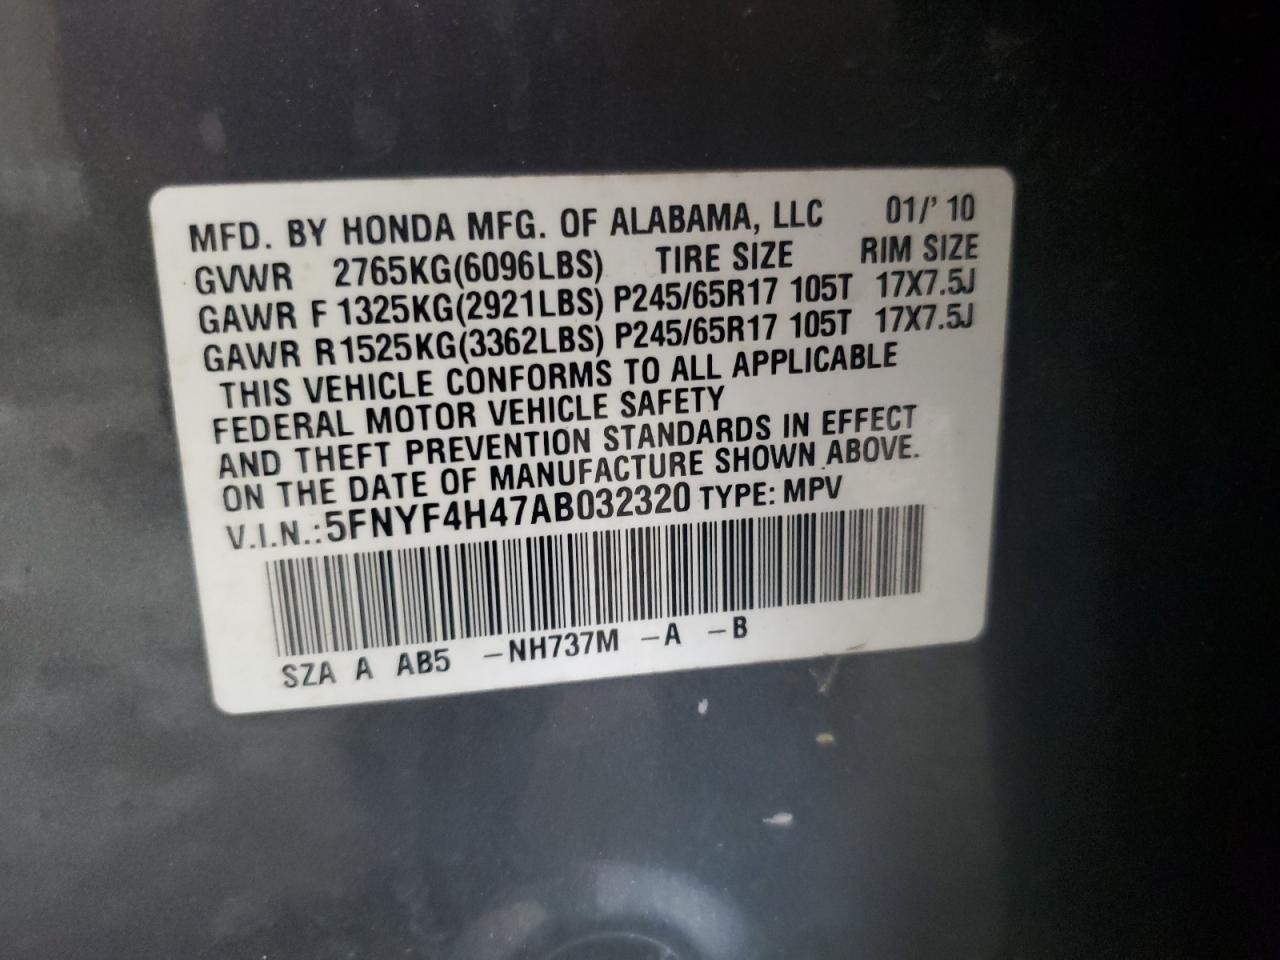 MFD. BY HONDA MFG. OF ALABAMA, LLC 01/' 10
GVWR 2765KG(6096LBS) TIRE SIZE RIM SIZE
GAWR F 1325KG(2921LBS) P245/65R17 105T 17X7.5J
GAWR R1525KG(3362LBS) P245/65R17 105T 17X7.5J
THIS VEHICLE CONFORMS TO ALL APPLICABLE
FEDERAL MOTOR VEHICLE SAFETY
AND THEFT PREVENTION STANDARDS IN EFFECT
ON THE DATE OF MANUFACTURE SHOWN ABOVE.
V.I.N.:5FNYF4H47AB032320 TYPE: MPV
SZA A AB5 -NH737M -A -B